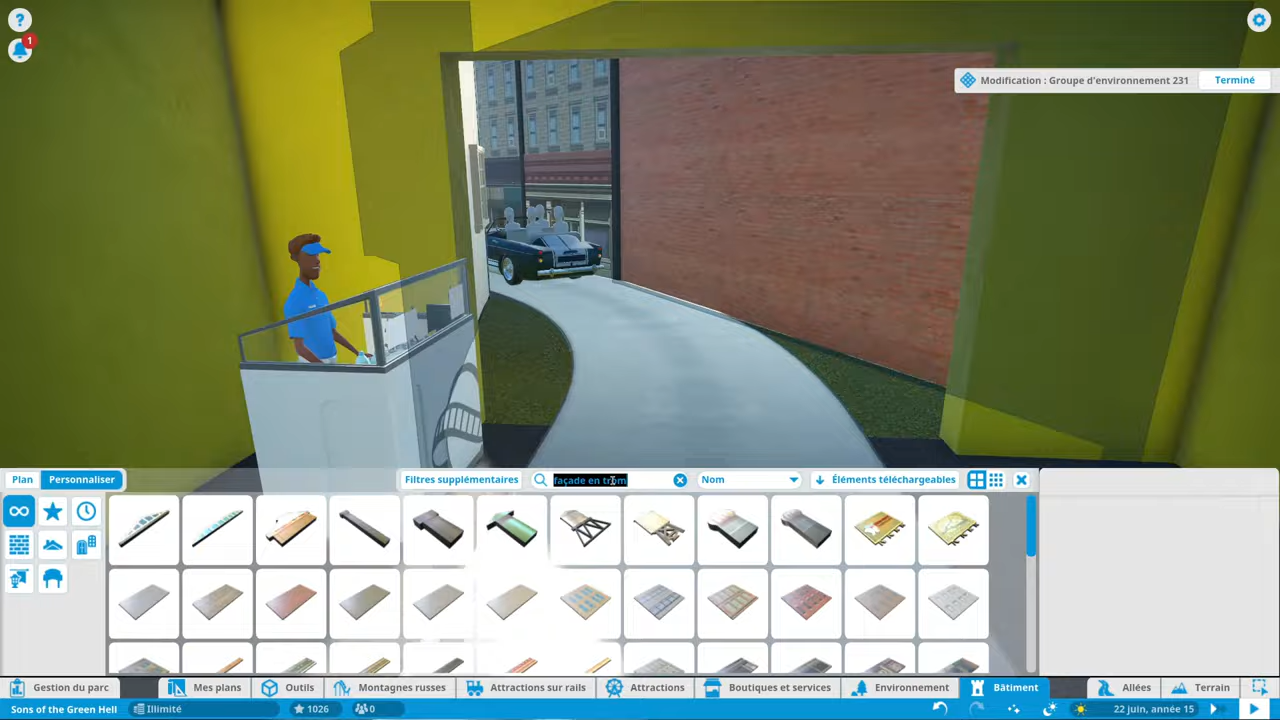 ?
1
Modification : Groupe d'environnement 231
Terminé
Plan
Personnaliser
Filtres supplémentaires
façade en trom
Nom
Éléments téléchargeables
Gestion du parc
Mes plans
Outils
Montagnes russes
Attractions sur rails
Attractions
Boutiques et services
Environnement
Bâtiment
Allées
Terrain
Sons of the Green Hell
Illimité
1026
0
22 juin, année 15